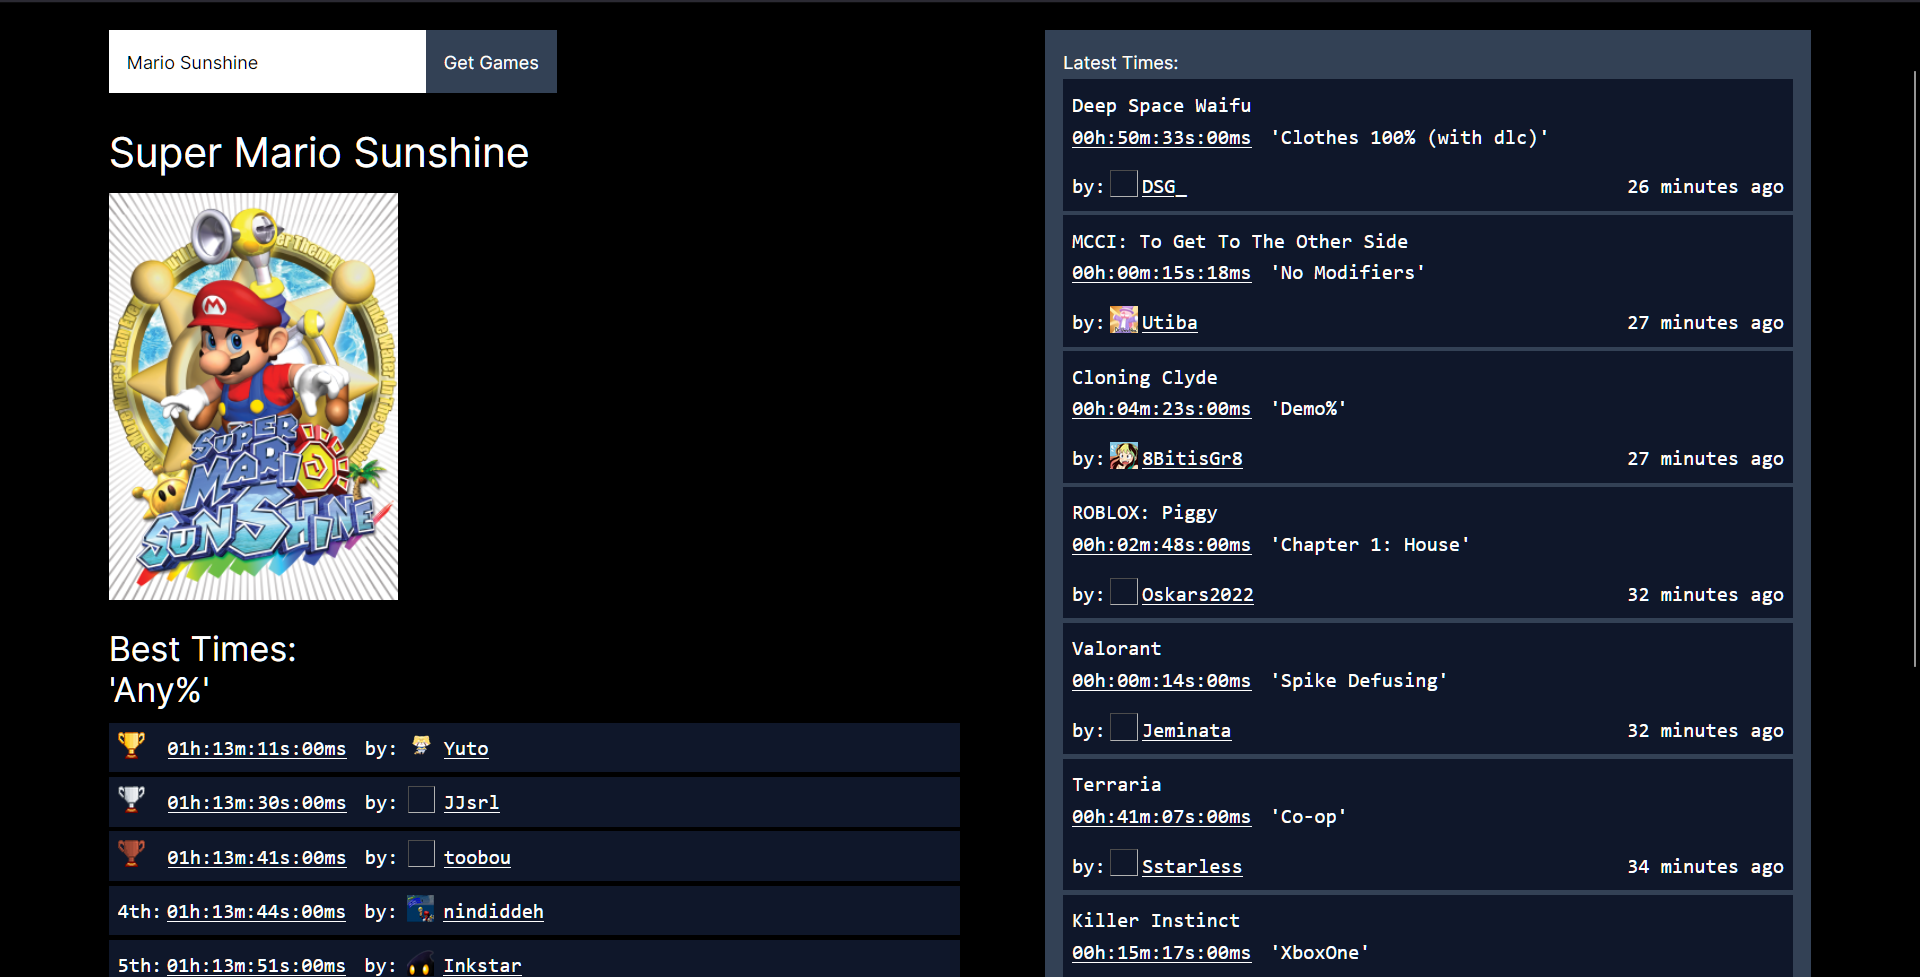 Mario Sunshine
Get Games
Super Mario Sunshine
SUPER
MARIO
SUNSHINE
Best Times:
'Any%'
01h:13m:11s:00ms by: Yuto
01h:13m:30s:00ms by: JJsrl
01h:13m:41s:00ms by: toobou
4th: 01h:13m:44s:00ms by: nindiddeh
5th: 01h:13m:51s:00ms by: Inkstar
Latest Times:
Deep Space Waifu
00h:50m:33s:00ms 'Clothes 100% (with dlc)'
by: DSG_ 26 minutes ago
MCCI: To Get To The Other Side
00h:00m:15s:18ms 'No Modifiers'
by: Utiba 27 minutes ago
Cloning Clyde
00h:04m:23s:00ms 'Demo%'
by: 8BitisGr8 27 minutes ago
ROBLOX: Piggy
00h:02m:48s:00ms 'Chapter 1: House'
by: Oskars2022 32 minutes ago
Valorant
00h:00m:14s:00ms 'Spike Defusing'
by: Jeminata 32 minutes ago
Terraria
00h:41m:07s:00ms 'Co-op'
by: Sstarless 34 minutes ago
Killer Instinct
00h:15m:17s:00ms 'XboxOne'